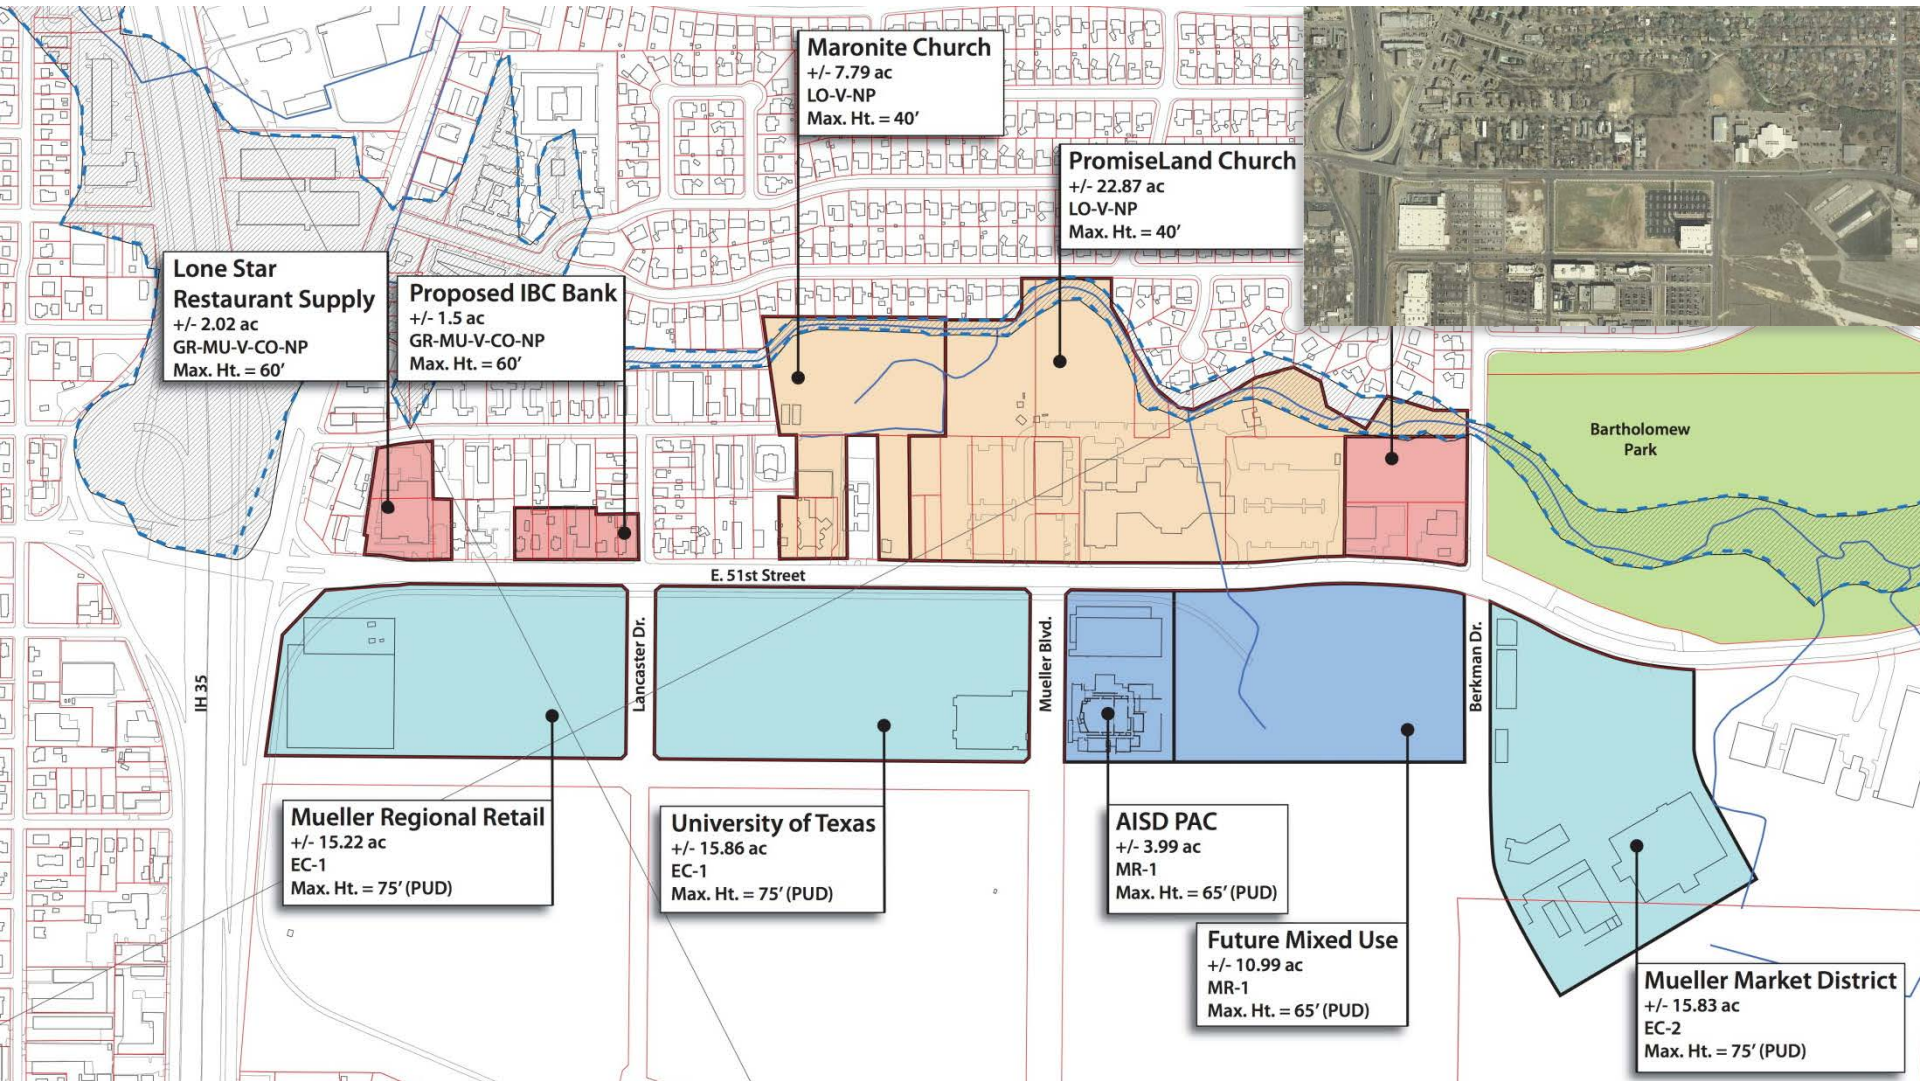 Maronite Church
+/- 7.79 ac
LO-V-NP
Max. Ht. = 40'
PromiseLand Church
+/- 22.87 ac
LO-V-NP
Max. Ht. = 40'
Lone Star
Restaurant Supply
+/- 2.02 ac
GR-MU-V-CO-NP
Max. Ht. = 60'
Proposed IBC Bank
+/- 1.5 ac
GR-MU-V-CO-NP
Max. Ht. = 60'
Bartholomew
Park
E. 51st Street
IH 35
Lancaster Dr.
Mueller Blvd.
Berkman Dr.
Mueller Regional Retail
+/- 15.22 ac
EC-1
Max. Ht. = 75' (PUD)
University of Texas
+/- 15.86 ac
EC-1
Max. Ht. = 75' (PUD)
AISD PAC
+/- 3.99 ac
MR-1
Max. Ht. = 65' (PUD)
Future Mixed Use
+/- 10.99 ac
MR-1
Max. Ht. = 65' (PUD)
Mueller Market District
+/- 15.83 ac
EC-2
Max. Ht. = 75' (PUD)